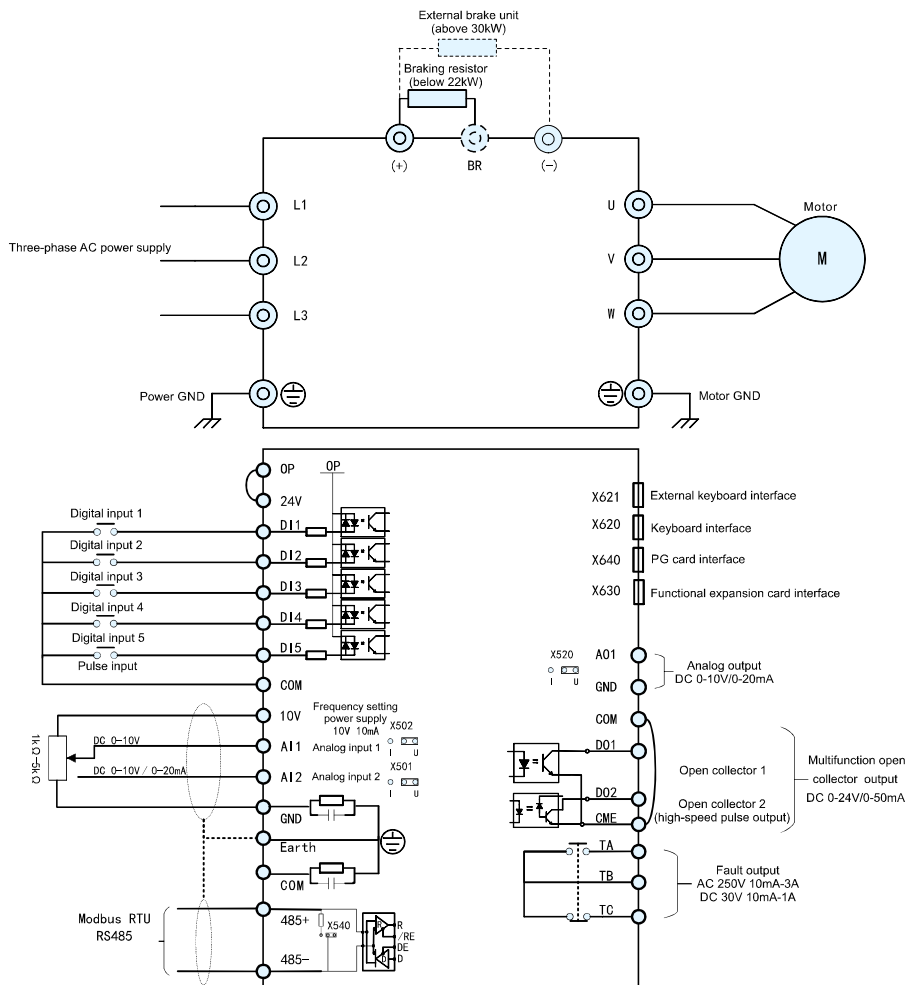 External brake unit
(above 30kW)
Braking resistor
(below 22kW)
(+)
BR
(-)
L1
U
Motor
Three-phase AC power supply
L2
V
M
L3
W
Power GND
Motor GND
OP
OP
24V
X621
External keyboard interface
Digital input 1
DI1
X620
Keyboard interface
Digital input 2
DI2
X640
PG card interface
Digital input 3
DI3
X630
Functional expansion card interface
Digital input 4
DI4
Digital input 5
DI5
Pulse input
X520
I U
AO1
Analog output
DC 0-10V/0-20mA
GND
COM
COM
10V
Frequency setting
power supply
10V 10mA
X502
I U
1kΩ-5kΩ
DC 0-10V
AI1
Analog input 1
DO1
Open collector 1
Multifunction open
collector output
DC 0-24V/0-50mA
DC 0-10V / 0-20mA
AI2
Analog input 2
X501
I U
DO2
Open collector 2
(high-speed pulse output)
GND
CME
Earth
TA
COM
TB
Fault output
AC 250V 10mA-3A
DC 30V 10mA-1A
TC
Modbus RTU
RS485
485+
X540
R
R
/RE
DE
D
D
485-